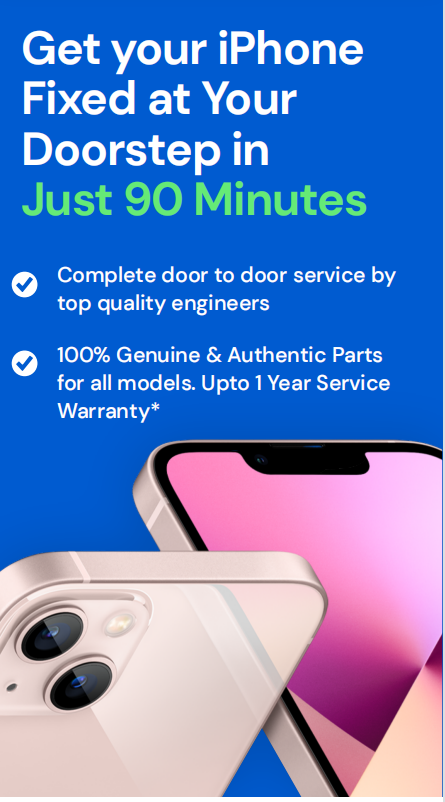 Get your iPhone
Fixed at Your
Doorstep in
Just 90 Minutes
Complete door to door service by
top quality engineers
100% Genuine & Authentic Parts
for all models. Upto 1 Year Service
Warranty*